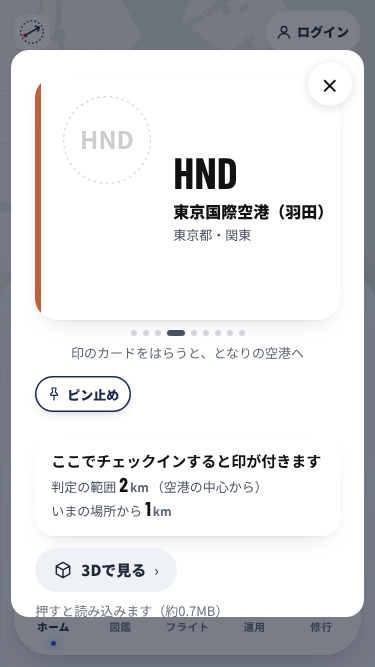 ログイン
HND
HND
東京国際空港（羽田）
東京都・関東
印のカードをはらうと、となりの空港へ
ピン止め
ここでチェックインすると印が付きます
判定の範囲 2 km （空港の中心から）
いまの場所から 1 km
3Dで見る ›
押すと読み込みます（約0.7MB）
ホーム 図鑑 フライト 運用 修行